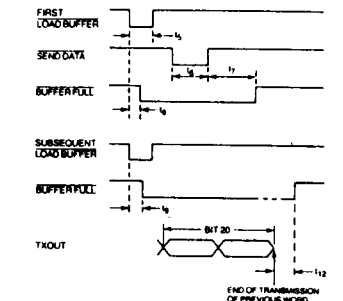 FIRST
LOAD BUFFER
t5
SEND DATA
t6
t7
BUFFER FULL
t8
SUBSEQUENT
LOAD BUFFER
BUFFER FULL
t9
BIT 20
TXOUT
t12
END OF TRANSMISSION
OF PREVIOUS WORD